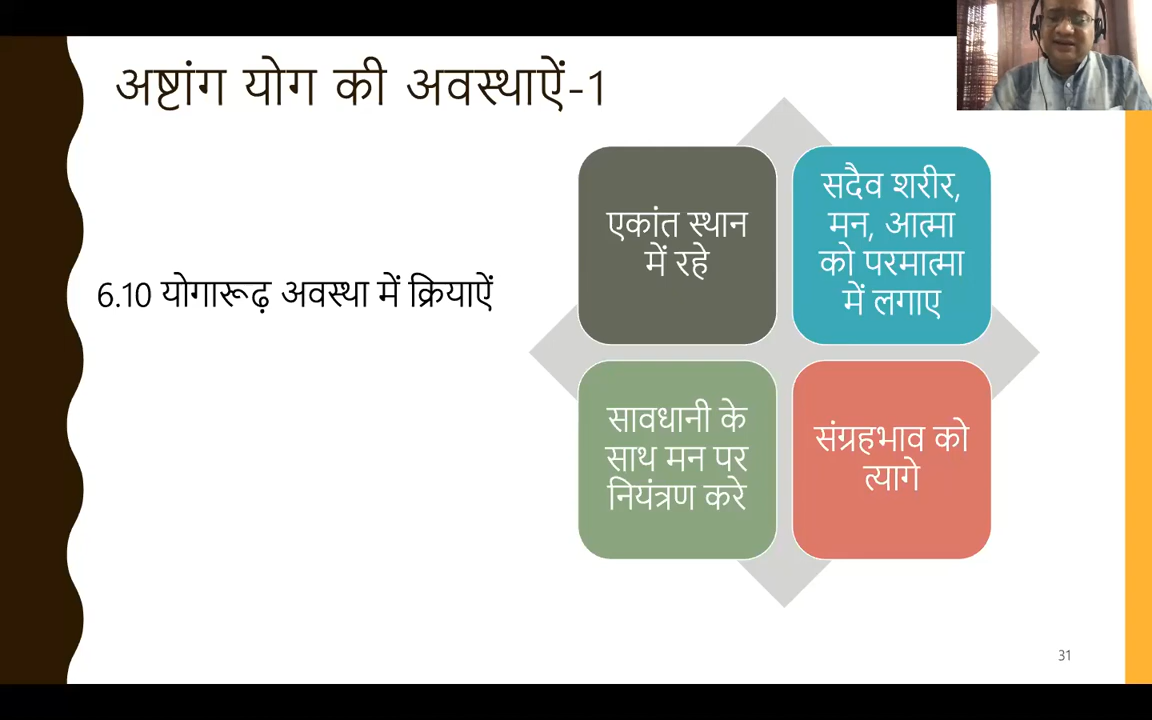 अष्टांग योग की अवस्थाऐं-1
6.10 योगारूढ़ अवस्था में क्रियाऐं
एकांत स्थान
में रहे
सदैव शरीर,
मन, आत्मा
को परमात्मा
में लगाए
सावधानी के
साथ मन पर
नियंत्रण करे
संग्रहभाव को
त्यागे
31